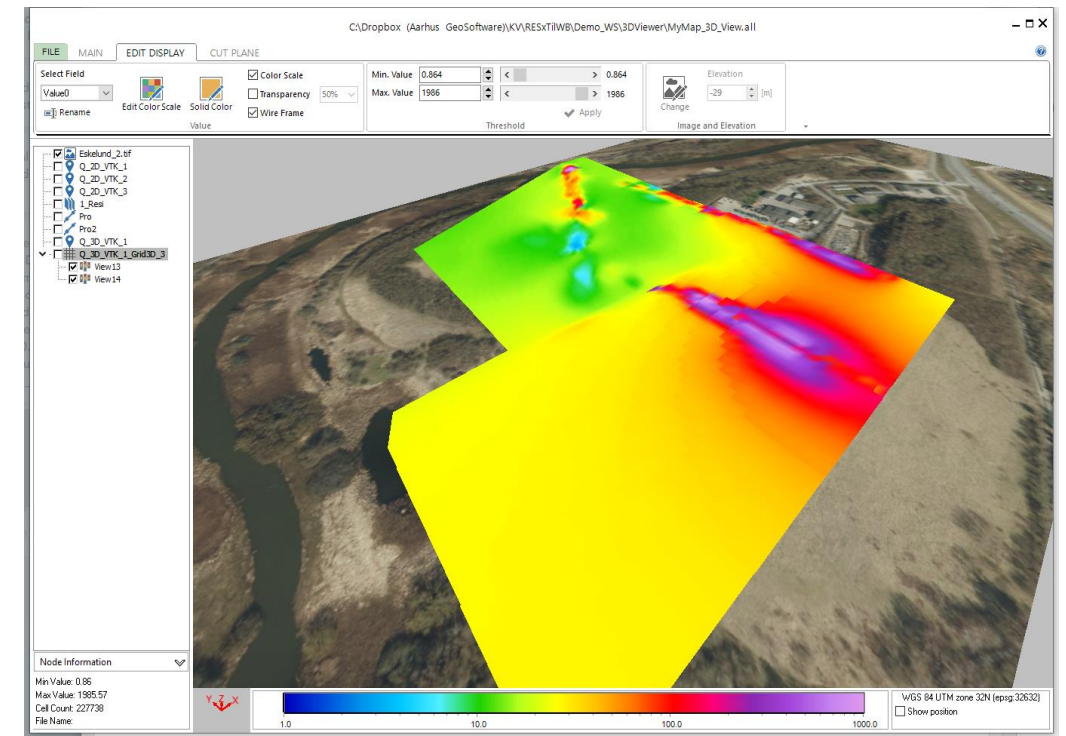 C:\Dropbox (Aarhus GeoSoftware)\KV\RESxTilWB\Demo_WS\3DViewer\MyMap_3D_View.all
FILE MAIN EDIT DISPLAY CUT PLANE
Select Field
Value0
Rename
Edit Color Scale
Solid Color
Color Scale
Transparency 50%
Wire Frame
Value
Min. Value 0.864 < > 0.864
Max. Value 1986 < > 1986
Apply
Threshold
Change
Elevation
-29 [m]
Image and Elevation
Eskelund_2.tif
Q_2D_VTK_1
Q_2D_VTK_2
Q_2D_VTK_3
1_Resi
Pro
Pro2
Q_3D_VTK_1
Q_3D_VTK_1_Grid3D_3
View13
View14
Node Information
Min Value: 0.86
Max Value: 1985.57
Cell Count: 227738
File Name:
Y Z X
1.0 10.0 100.0 1000.0
WGS 84 UTM zone 32N (epsg:32632)
Show position